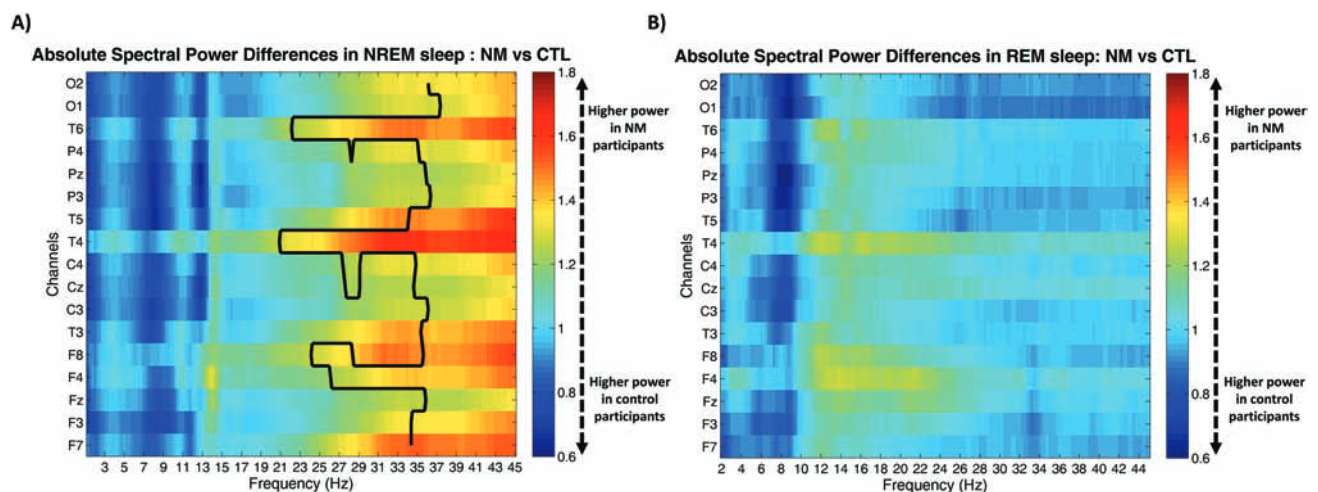 A)
Absolute Spectral Power Differences in NREM sleep : NM vs CTL
O2
O1
T6
P4
Pz
P3
T5
T4
C4
Cz
C3
T3
F8
F4
Fz
F3
F7
Channels
1 3 5 7 9 11 13 15 17 19 21 23 25 27 29 31 33 35 37 39 41 43 45
Frequency (Hz)
1.8
1.6
1.4
1.2
1
0.8
0.6
Higher power
in NM
participants
Higher power
in control
participants
B)
Absolute Spectral Power Differences in REM sleep: NM vs CTL
O2
O1
T6
P4
Pz
P3
T5
T4
C4
Cz
C3
T3
F8
F4
Fz
F3
F7
Channels
2 4 6 8 10 12 14 16 18 20 22 24 26 28 30 32 34 36 38 40 42 44
Frequency (Hz)
1.8
1.6
1.4
1.2
1
0.8
0.6
Higher power
in NM
participants
Higher power
in control
participants